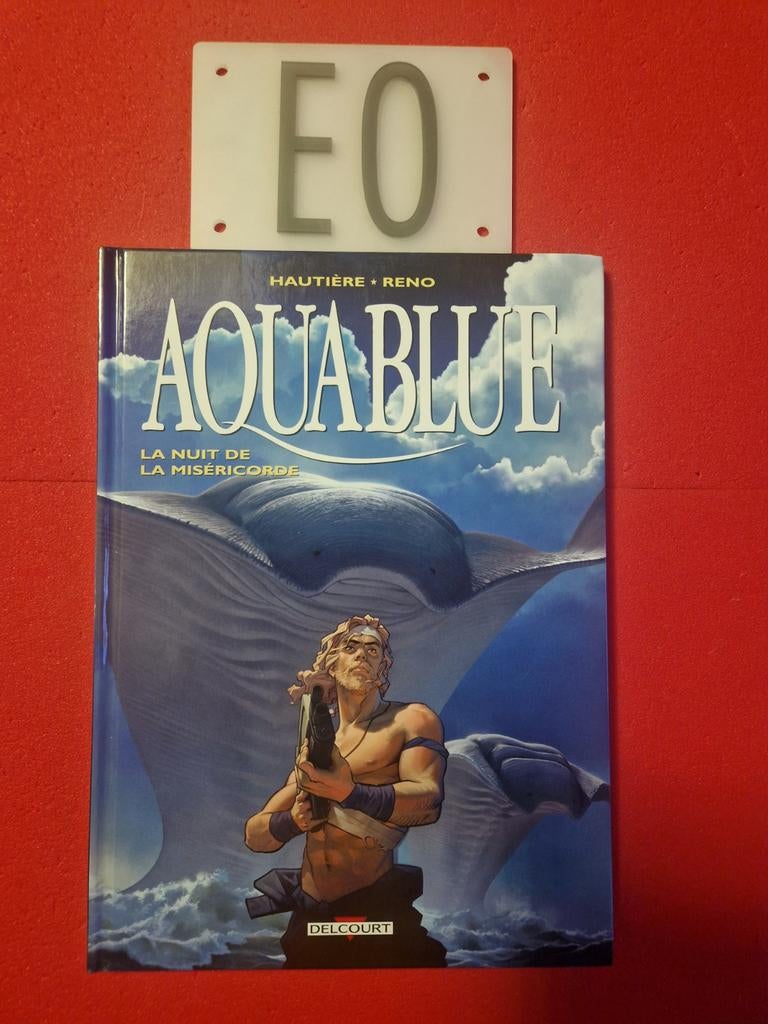 EO
HAUTIÈRE ★ RENO
AQUABLUE
LA NUIT DE
LA MISÉRICORDE
DELCOURT